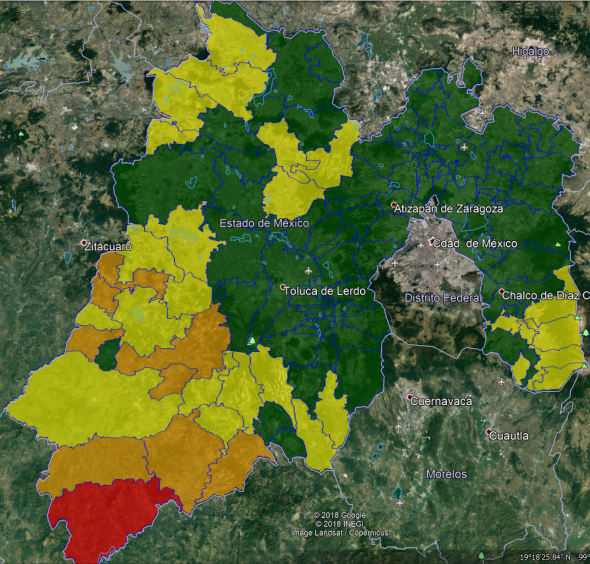 Hidalgo
Atizapán de Zaragoza
Estado de México
Zitácuaro
Cdad. de México
Toluca de Lerdo
Distrito Federal
Chalco de Díaz C
Cuernavaca
Cuautla
Morelos
© 2018 Google
© 2018 INEGI
Image Landsat / Copernicus
19°18'25.84" N 99°